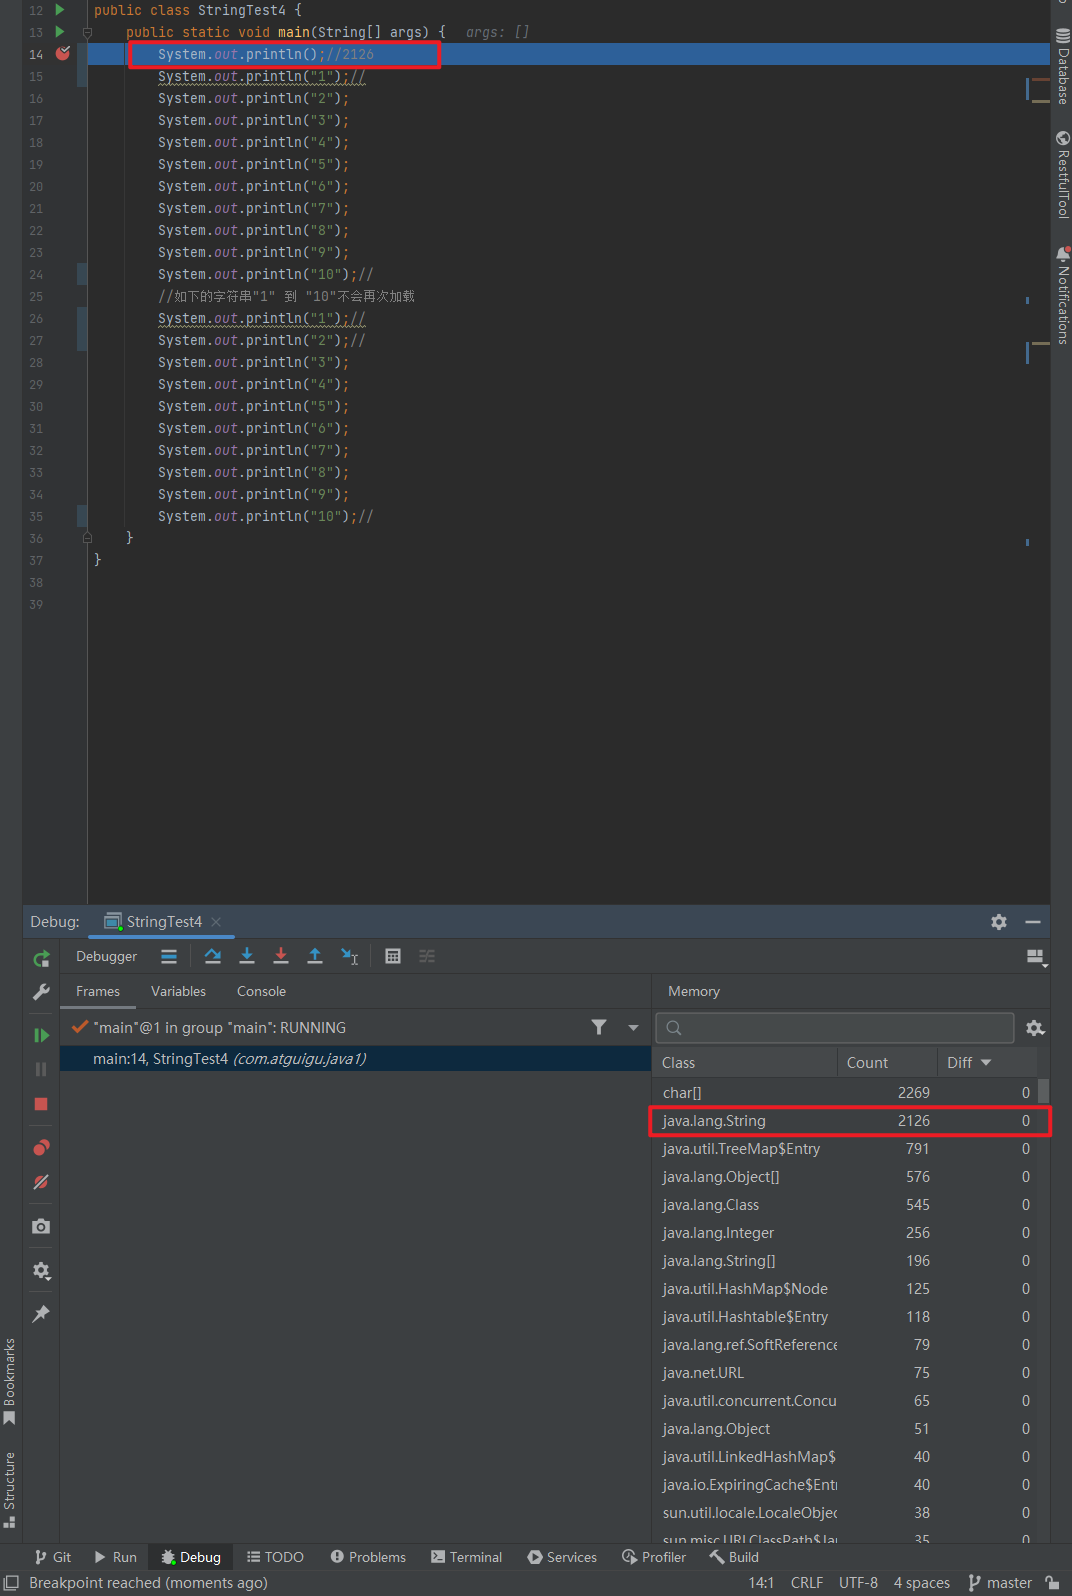 12 public class StringTest4 {
13 public static void main(String[] args) { args: []
14 System.out.println();//2126
15 System.out.println("1");//
16 System.out.println("2");
17 System.out.println("3");
18 System.out.println("4");
19 System.out.println("5");
20 System.out.println("6");
21 System.out.println("7");
22 System.out.println("8");
23 System.out.println("9");
24 System.out.println("10");//
25 //如下的字符串"1" 到 "10"不会再次加载
26 System.out.println("1");//
27 System.out.println("2");//
28 System.out.println("3");
29 System.out.println("4");
30 System.out.println("5");
31 System.out.println("6");
32 System.out.println("7");
33 System.out.println("8");
34 System.out.println("9");
35 System.out.println("10");//
36 }
37 }
38
39
Database
RestfulTool
Notifications
Debug: StringTest4
Debugger
Frames Variables Console
Memory
"main"@1 in group "main": RUNNING
main:14, StringTest4 (com.atguigu.java1)
Class Count Diff
char[] 2269 0
java.lang.String 2126 0
java.util.TreeMap$Entry 791 0
java.lang.Object[] 576 0
java.lang.Class 545 0
java.lang.Integer 256 0
java.lang.String[] 196 0
java.util.HashMap$Node 125 0
java.util.Hashtable$Entry 118 0
java.lang.ref.SoftReference 79 0
java.net.URL 75 0
java.util.concurrent.Concu 65 0
java.lang.Object 51 0
java.util.LinkedHashMap$ 40 0
java.io.ExpiringCache$Entr 40 0
sun.util.locale.LocaleObjec 38 0
sun.misc.URLClassPath$Jar 35 0
Bookmarks
Structure
Git Run Debug TODO Problems Terminal Services Profiler Build
Breakpoint reached (moments ago) 14:1 CRLF UTF-8 4 spaces master